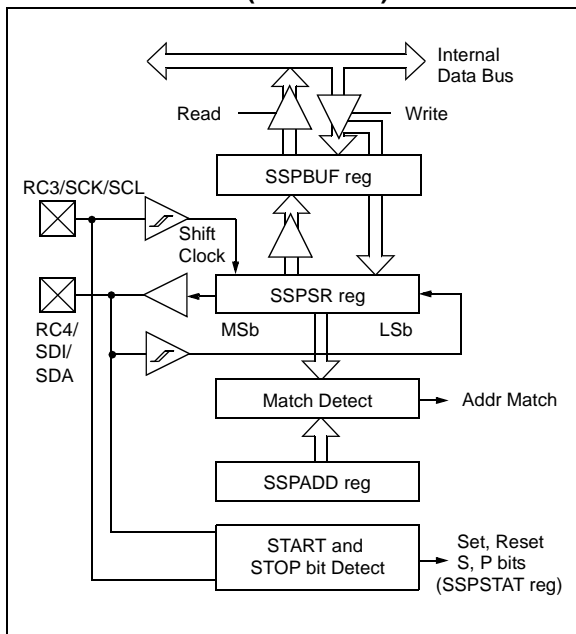 Internal
Data Bus
Read
Write
SSPBUF reg
RC3/SCK/SCL
Shift
Clock
SSPSR reg
MSb
LSb
RC4/
SDI/
SDA
Match Detect
Addr Match
SSPADD reg
START and
STOP bit Detect
Set, Reset
S, P bits
(SSPSTAT reg)